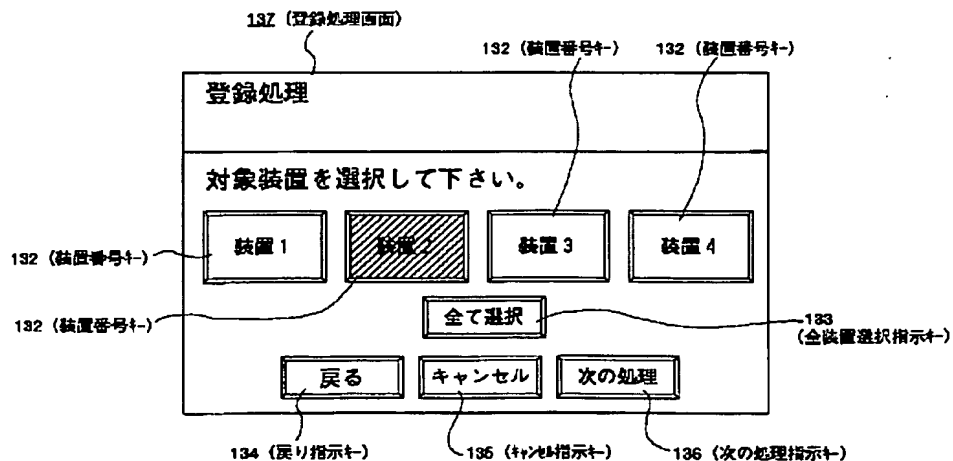 137 (登録処理画面)
132 (装置番号キー) 132 (装置番号キー)
登録処理
対象装置を選択して下さい。
装置1 装置2 装置3 装置4
132 (装置番号キー)
132 (装置番号キー)
全て選択
133
(全装置選択指示キー)
戻る キャンセル 次の処理
134 (戻り指示キー) 135 (キャンセル指示キー) 136 (次の処理指示キー)